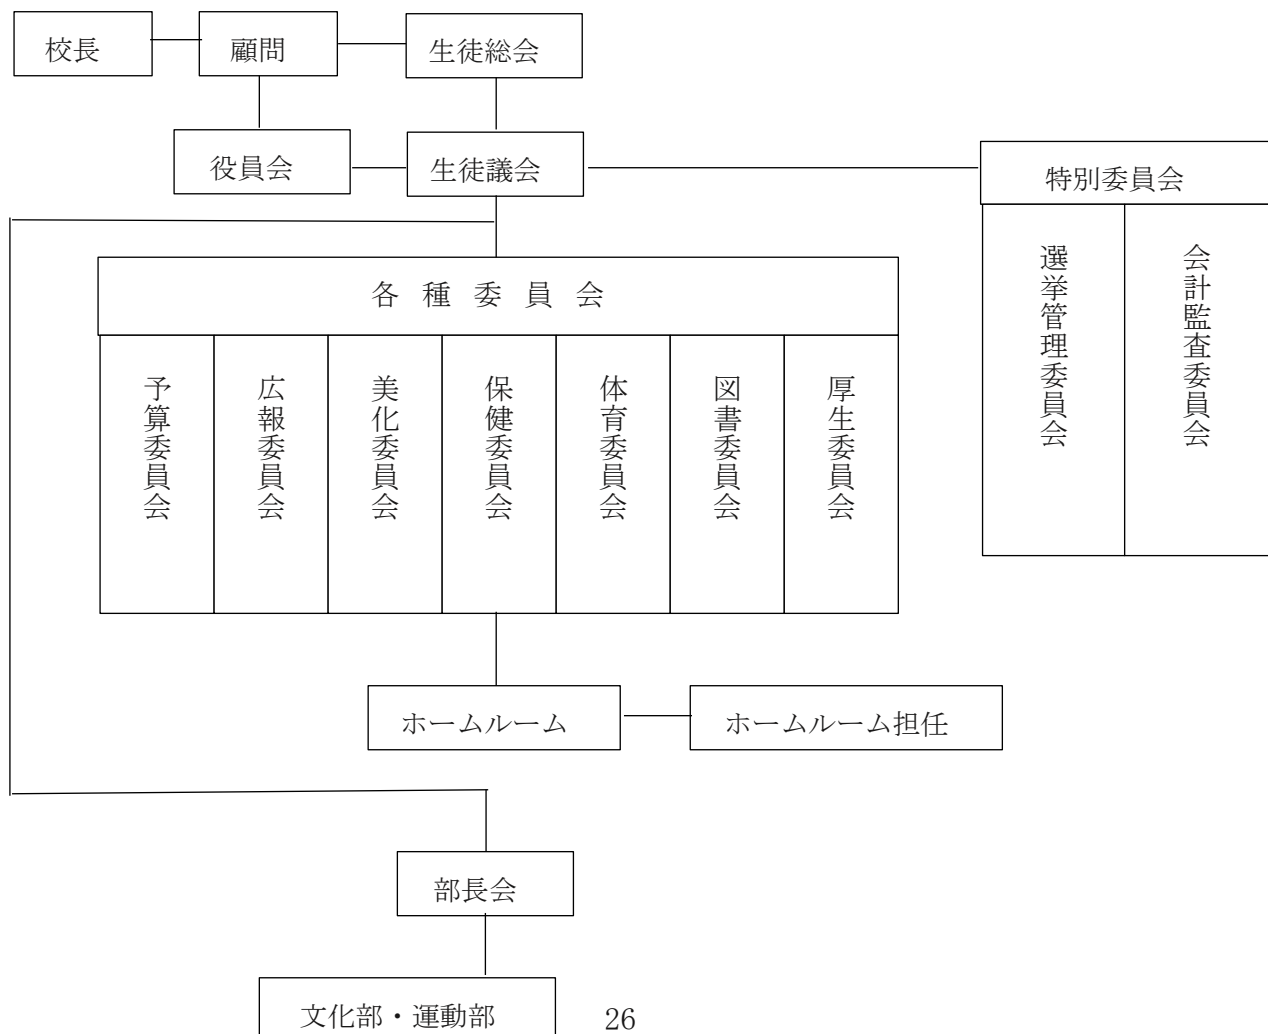 校長
顧問
生徒総会
役員会
生徒議会
特別委員会
選挙管理委員会
会計監査委員会
各種委員会
予算委員会
広報委員会
美化委員会
保健委員会
体育委員会
図書委員会
厚生委員会
ホームルーム
ホームルーム担任
部長会
文化部・運動部
26